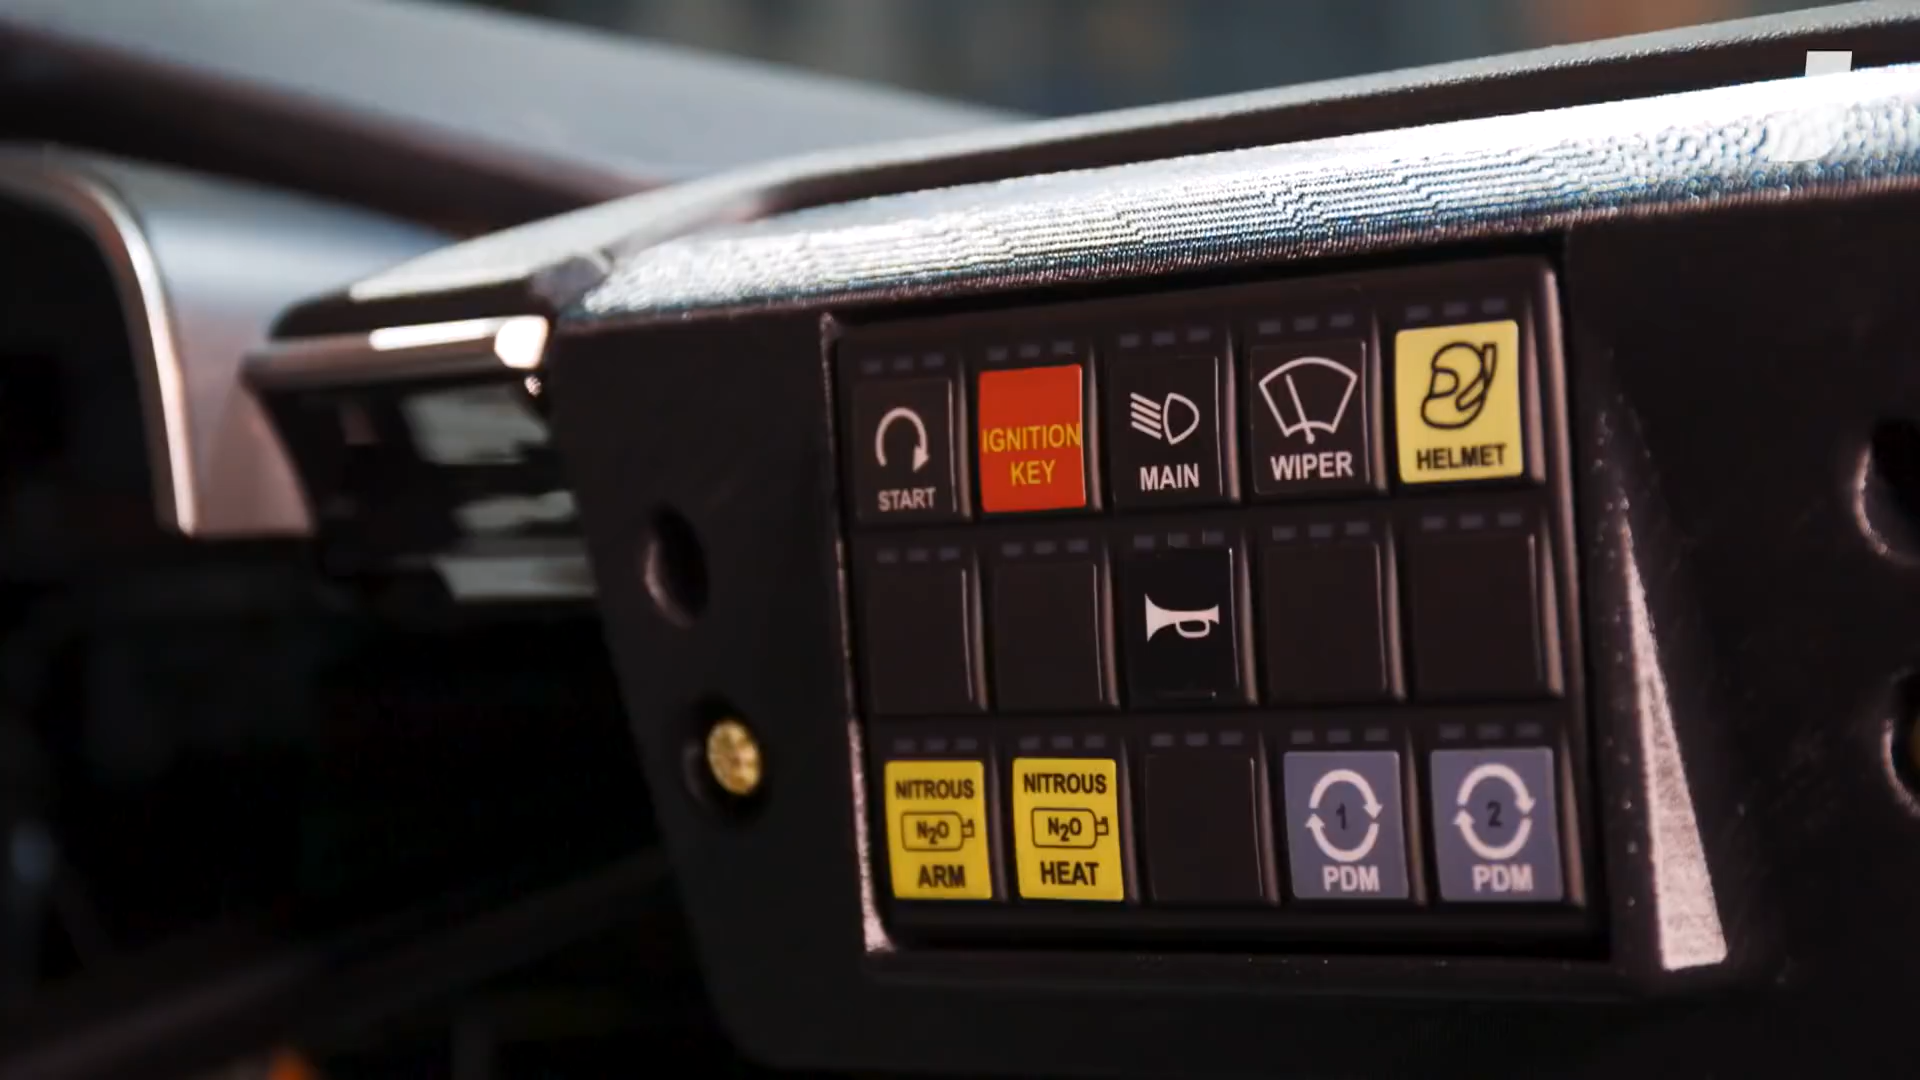 START
IGNITION
KEY
MAIN
WIPER
HELMET
NITROUS
N₂O
ARM
NITROUS
N₂O
HEAT
1
PDM
2
PDM